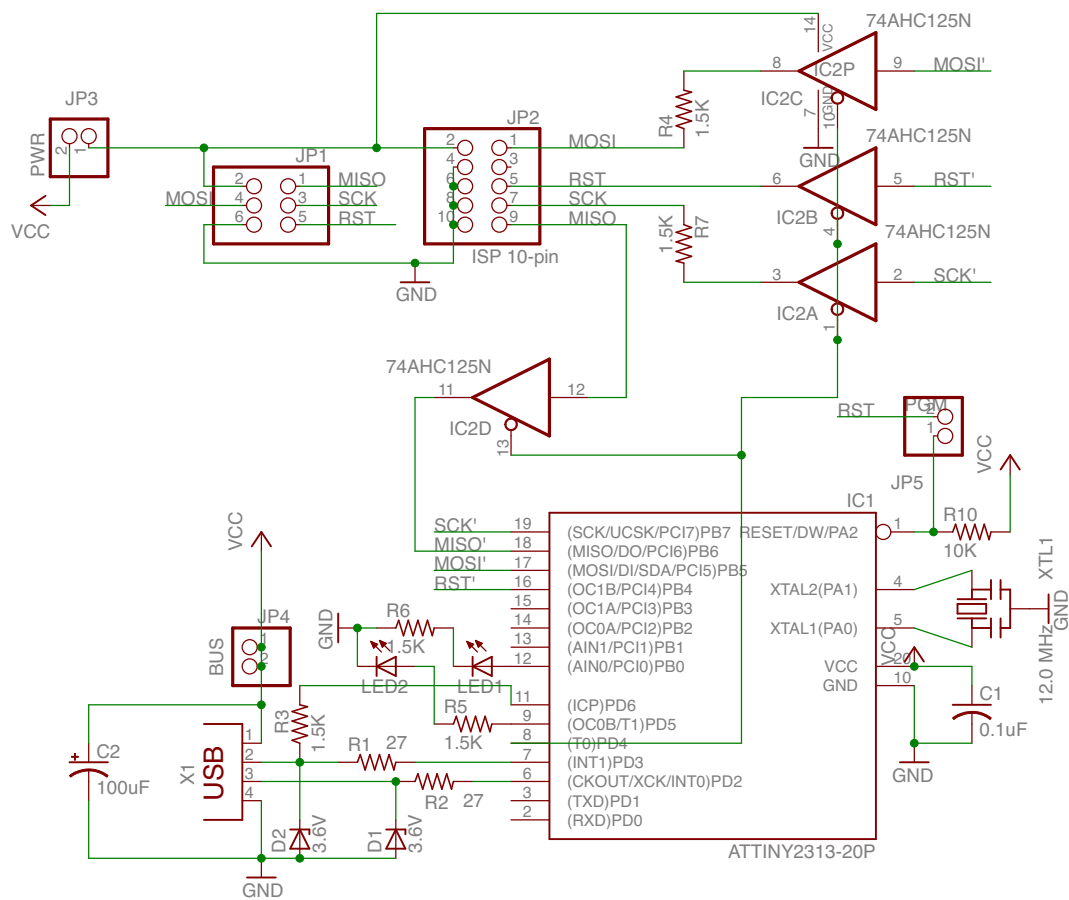 74AHC125N
14
VCC
8
IC2P
9
MOSI'
IC2C
7
GND
10
GND
R4
1.5K
JP3
PWR
2
1
VCC
JP1
2
1
MISO
MOSI
4
3
SCK
6
5
RST
GND
JP2
2
1
MOSI
4
3
6
5
RST
8
7
SCK
10
9
MISO
ISP 10-pin
1.5K
R7
74AHC125N
6
5
RST'
IC2B
4
74AHC125N
3
2
SCK'
IC2A
1
74AHC125N
11
12
IC2D
13
RST
PGM
2
1
JP5
VCC
IC1
R10
10K
SCK'
19
(SCK/UCSK/PCI7)PB7
RESET/DW/PA2
1
MISO'
18
(MISO/DO/PCI6)PB6
MOSI'
17
(MOSI/DI/SDA/PCI5)PB5
RST'
16
(OC1B/PCI4)PB4
XTAL2(PA1)
4
15
(OC1A/PCI3)PB3
14
(OC0A/PCI2)PB2
XTAL1(PA0)
5
13
(AIN1/PCI1)PB1
12
(AIN0/PCI0)PB0
VCC
20
VCC
GND
10
11
(ICP)PD6
9
(OC0B/T1)PD5
8
(T0)PD4
7
(INT1)PD3
6
(CKOUT/XCK/INT0)PD2
3
(TXD)PD1
2
(RXD)PD0
ATTINY2313-20P
XTL1
GND
12.0 MHz
C1
0.1uF
GND
VCC
JP4
BUS
1
2
GND
R6
1.5K
LED2
LED1
R3
1.5K
R5
1.5K
R1
27
R2
27
C2
100uF
X1
USB
1
2
3
4
D2
3.6V
D1
3.6V
GND